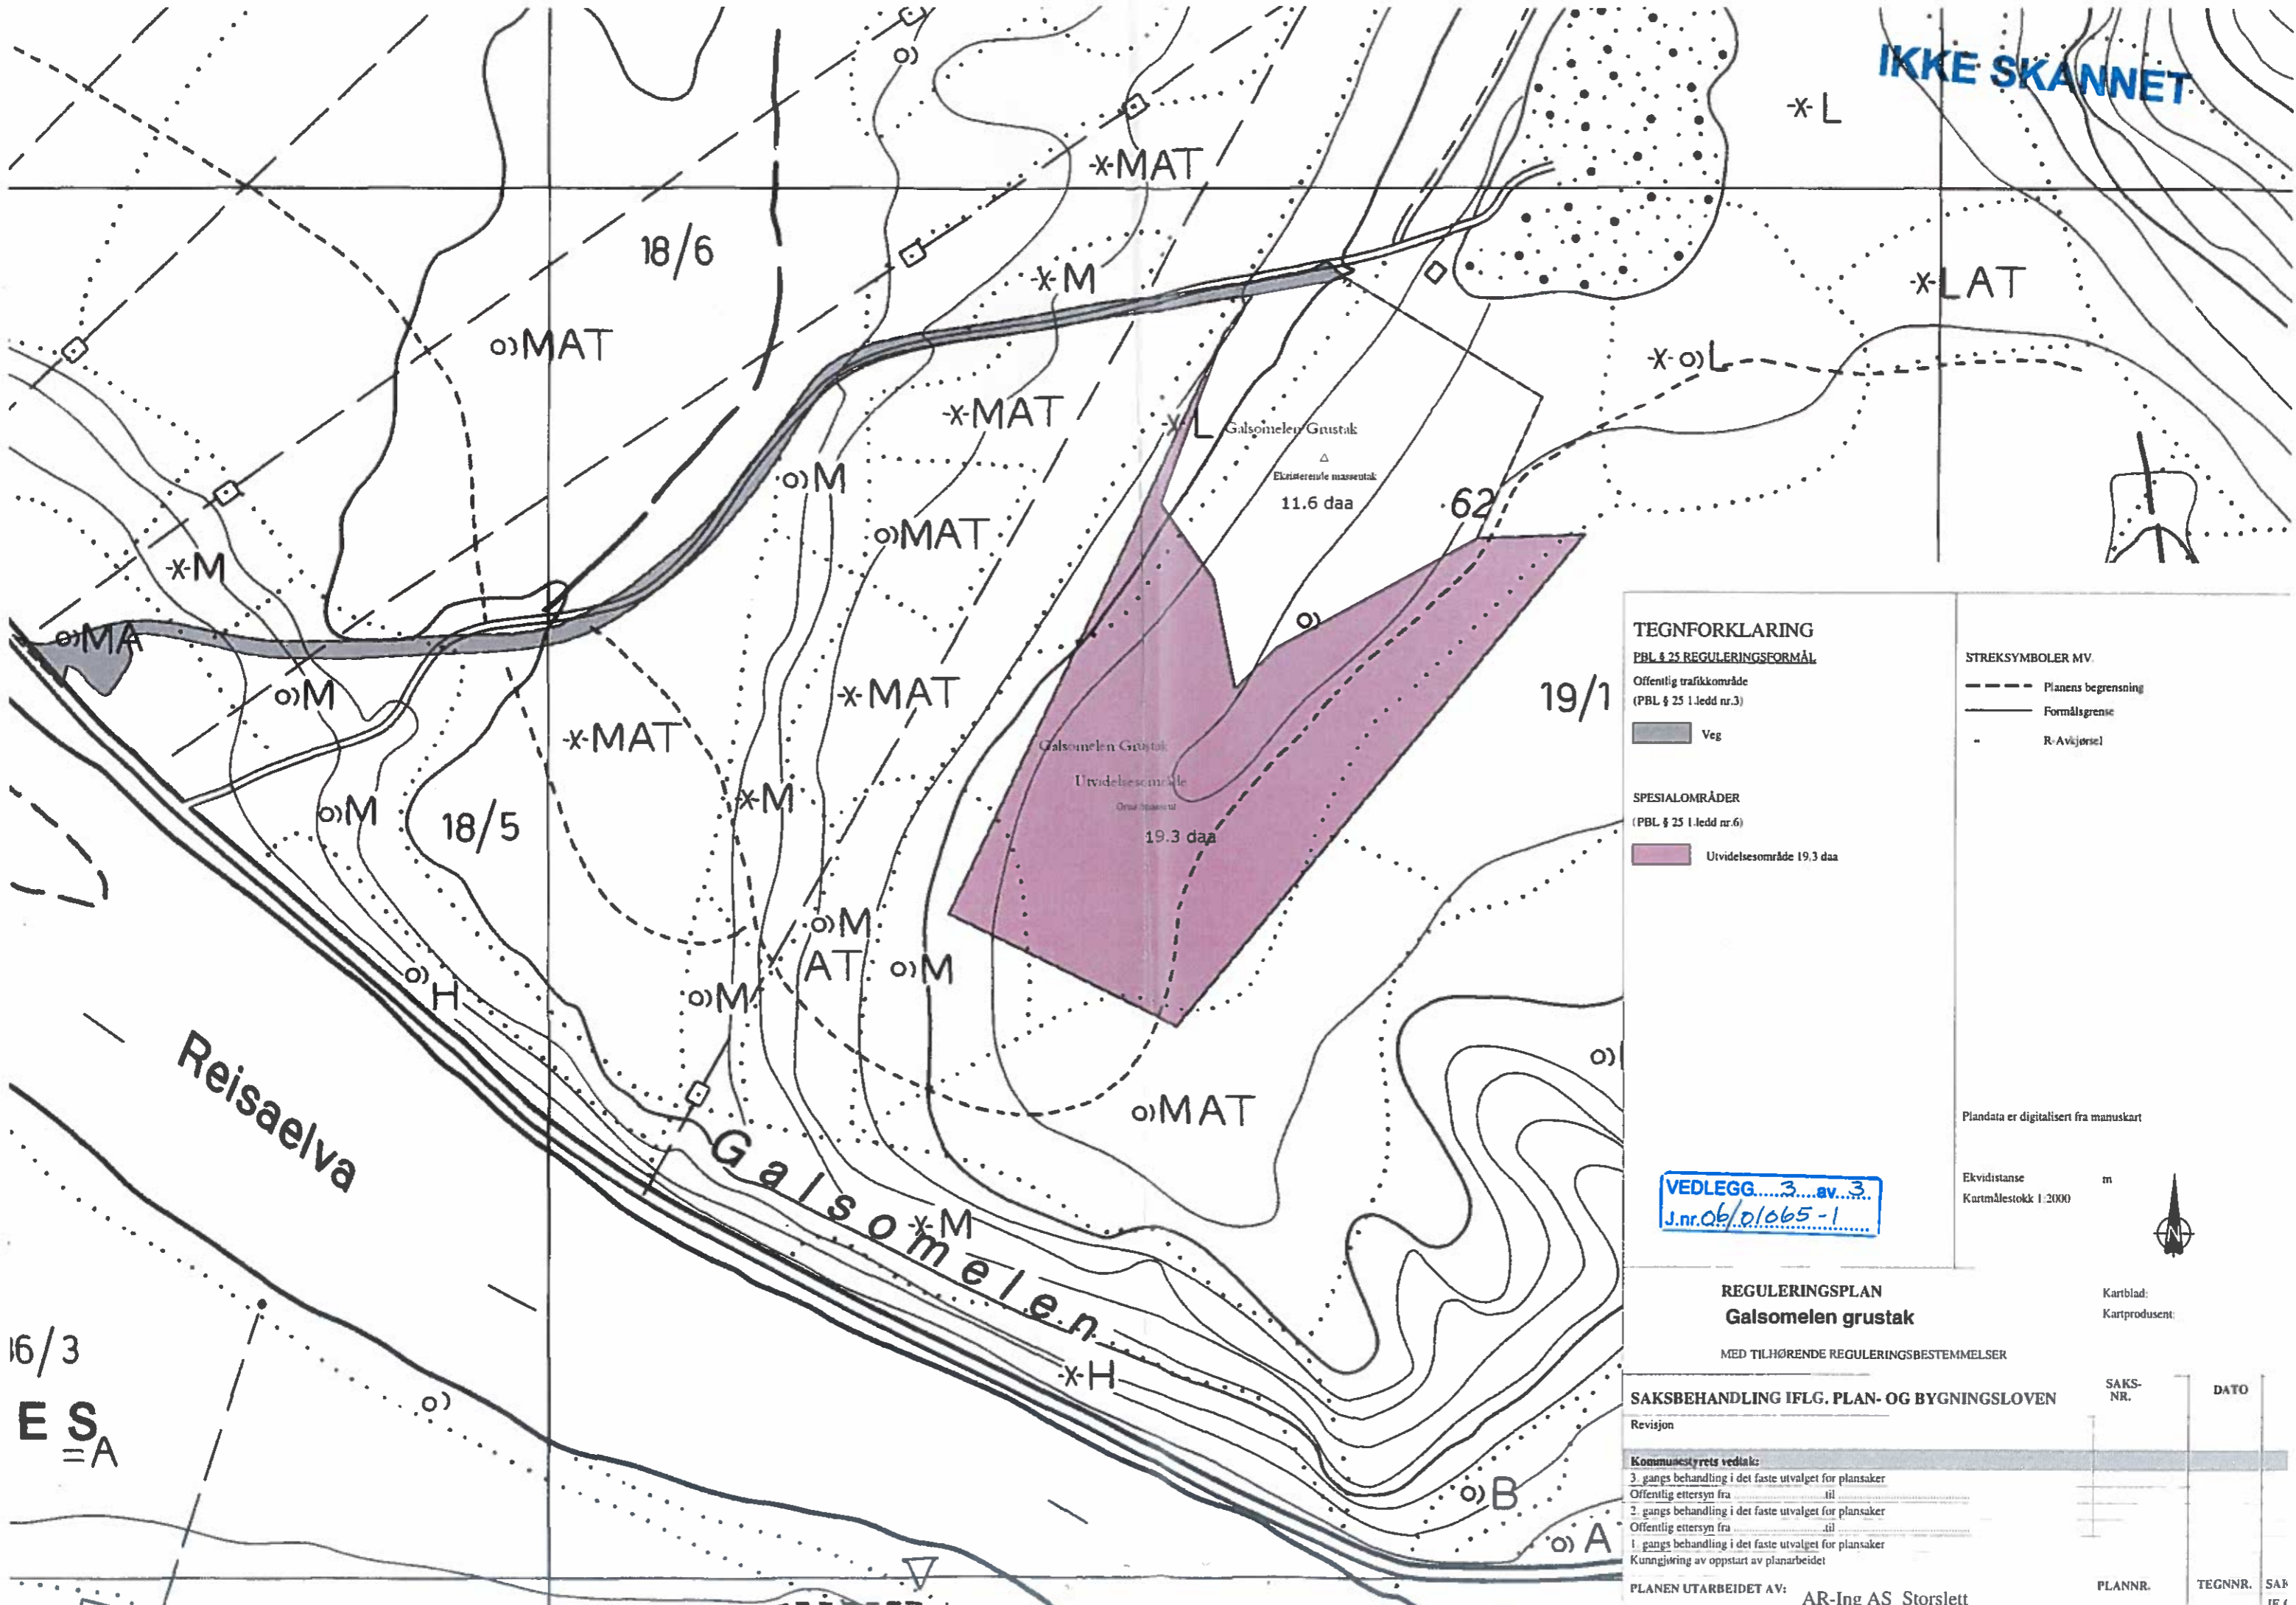 IKKE SKANNET
-x-L
-x-MAT
18/6
-x-M
-x-LAT
o)MAT
-x-o)L
-x-MAT
-x-L
Galsomelen Grustak
Eksisterende massetak
11.6 daa
o)M
62
o)MAT
-x-M
o)MA
o)M
-x-MAT
19/1
-x-MAT
Galsomelen Grustak
Utvidelsesområde
19.3 daa
-x-M
o)M
18/5
o)M
AT
o)M
o)M
o)
H
Reisaelva
o)MAT
Galsomelen
-x-M
-x-H
16/3
E S
=A
o)
o)B
o)A
TEGNFORKLARING
PBL § 25 REGULERINGSFORMÅL
Offentlig trafikkområde
(PBL § 25 1.ledd nr.3)
Veg
SPESIALOMRÅDER
(PBL § 25 1.ledd nr.6)
Utvidelsesområde 19,3 daa
STREKSYMBOLER MV.
Planens begrensning
Formålsgrense
R-Avkjørsel
Plandata er digitalisert fra manuskart
Ekvidistanse m
Kartmålestokk 1:2000
N
VEDLEGG.....3....av...3.
J.nr.06/01065-1
REGULERINGSPLAN
Galsomelen grustak
MED TILHØRENDE REGULERINGSBESTEMMELSER
Kartblad:
Kartprodusent:
SAKSBEHANDLING IFLG. PLAN- OG BYGNINGSLOVEN
SAKS-
NR.
DATO
Revisjon
Kommunestyrets vedtak:
3. gangs behandling i det faste utvalget for plansaker
Offentlig ettersyn fra ..................... til .....................
2. gangs behandling i det faste utvalget for plansaker
Offentlig ettersyn fra ..................... til .....................
1. gangs behandling i det faste utvalget for plansaker
Kunngjøring av oppstart av planarbeidet
PLANEN UTARBEIDET AV: AR-Ing AS Storslett
PLANNR.
TEGNNR.